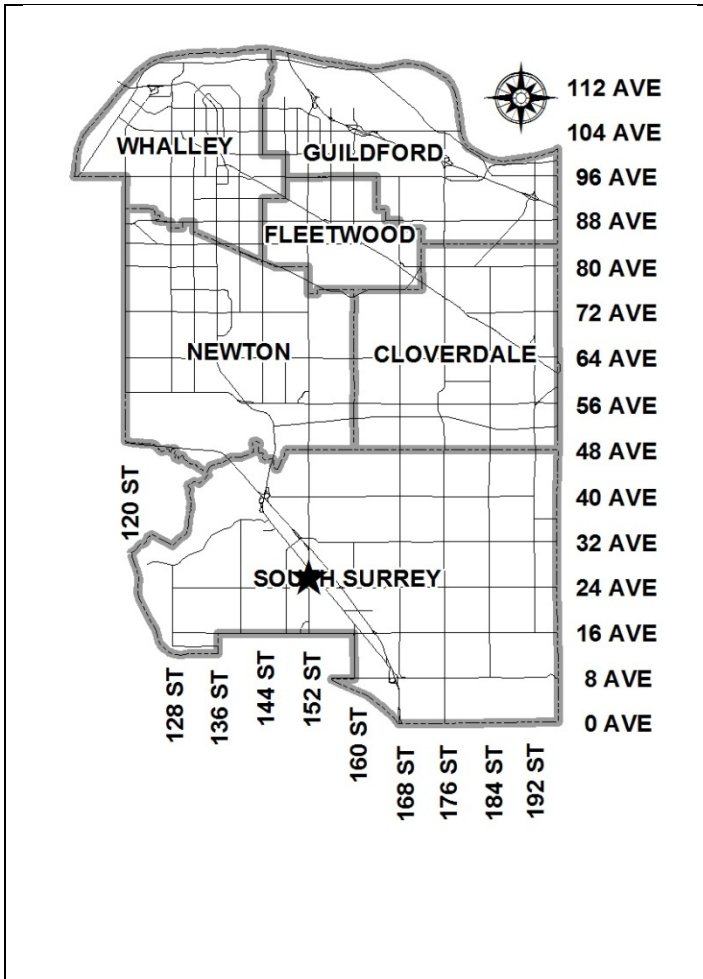 112 AVE
104 AVE
WHALLEY
GUILDFORD
96 AVE
88 AVE
FLEETWOOD
80 AVE
72 AVE
NEWTON
CLOVERDALE
64 AVE
56 AVE
48 AVE
120 ST
40 AVE
32 AVE
SOUTH SURREY
24 AVE
16 AVE
8 AVE
0 AVE
128 ST
136 ST
144 ST
152 ST
160 ST
168 ST
176 ST
184 ST
192 ST